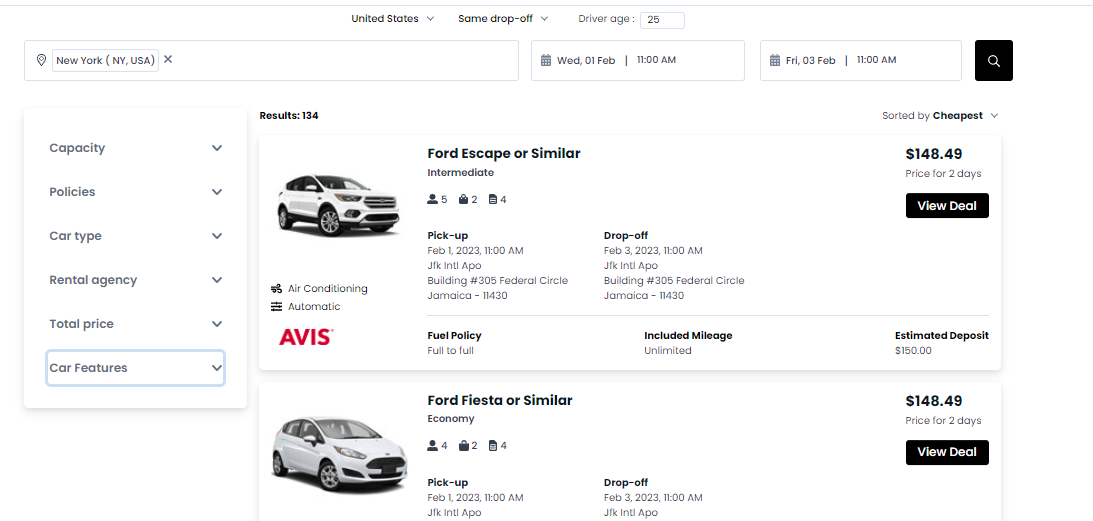 United States Same drop-off Driver age : 25
New York ( NY, USA) Wed, 01 Feb | 11:00 AM Fri, 03 Feb | 11:00 AM
Results: 134 Sorted by Cheapest
Capacity
Policies
Car type
Rental agency
Total price
Car Features
Ford Escape or Similar $148.49
Intermediate Price for 2 days
5 2 4 View Deal
Pick-up Drop-off
Feb 1, 2023, 11:00 AM Feb 3, 2023, 11:00 AM
Jfk Intl Apo Jfk Intl Apo
Building #305 Federal Circle Building #305 Federal Circle
Jamaica - 11430 Jamaica - 11430
Air Conditioning
Automatic
AVIS
Fuel Policy Included Mileage Estimated Deposit
Full to full Unlimited $150.00
Ford Fiesta or Similar $148.49
Economy Price for 2 days
4 2 4 View Deal
Pick-up Drop-off
Feb 1, 2023, 11:00 AM Feb 3, 2023, 11:00 AM
Jfk Intl Apo Jfk Intl Apo